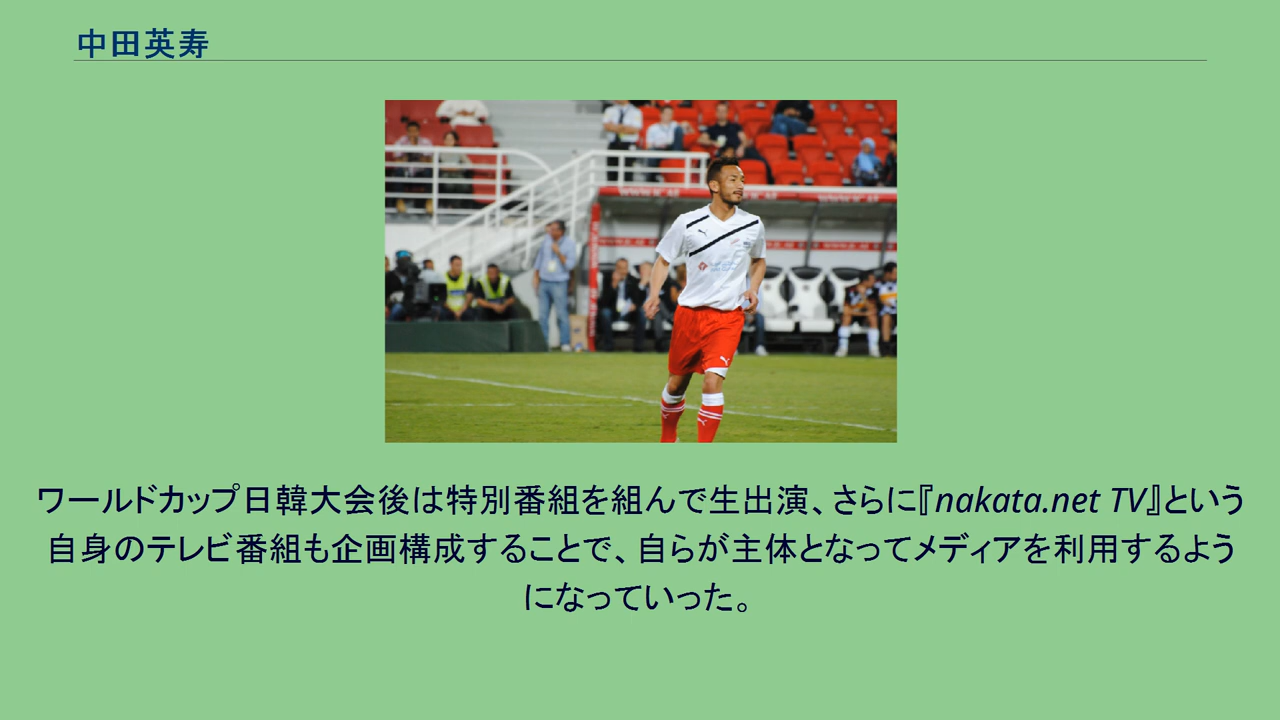 中田英寿
ワールドカップ日韓大会後は特別番組を組んで生出演、さらに『nakata.net TV』という
自身のテレビ番組も企画構成することで、自らが主体となってメディアを利用するよう
になっていった。